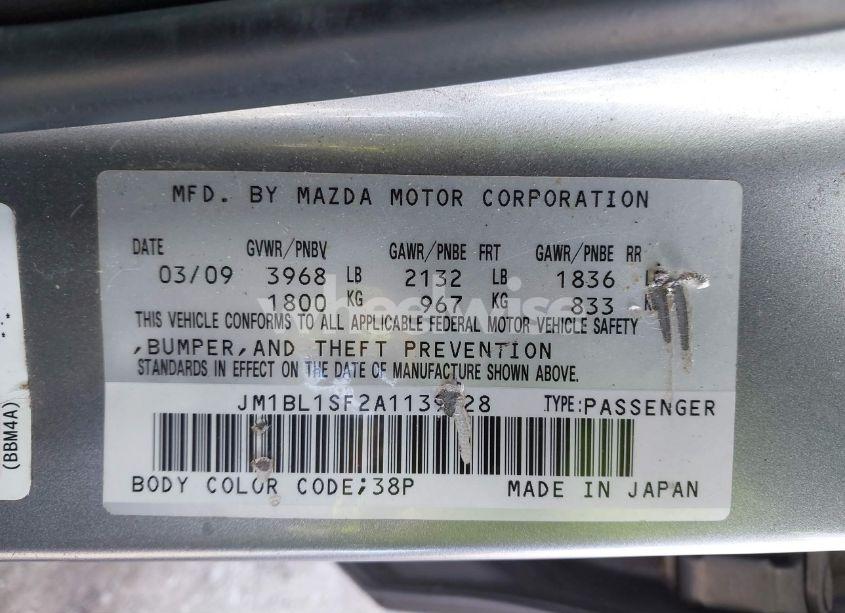 MFD. BY MAZDA MOTOR CORPORATION
DATE GVWR/PNBV GAWR/PNBE FRT GAWR/PNBE RR
03/09 3968 LB 2132 LB 1836
1800 KG 967 KG 833
wheelwise
THIS VEHICLE CONFORMS TO ALL APPLICABLE FEDERAL MOTOR VEHICLE SAFETY
,BUMPER,AND THEFT PREVENTION
STANDARDS IN EFFECT ON THE DATE OF MANUFACTURE SHOWN ABOVE.
TYPE:PASSENGER
BODY COLOR CODE;38P MADE IN JAPAN
(BBM4A)